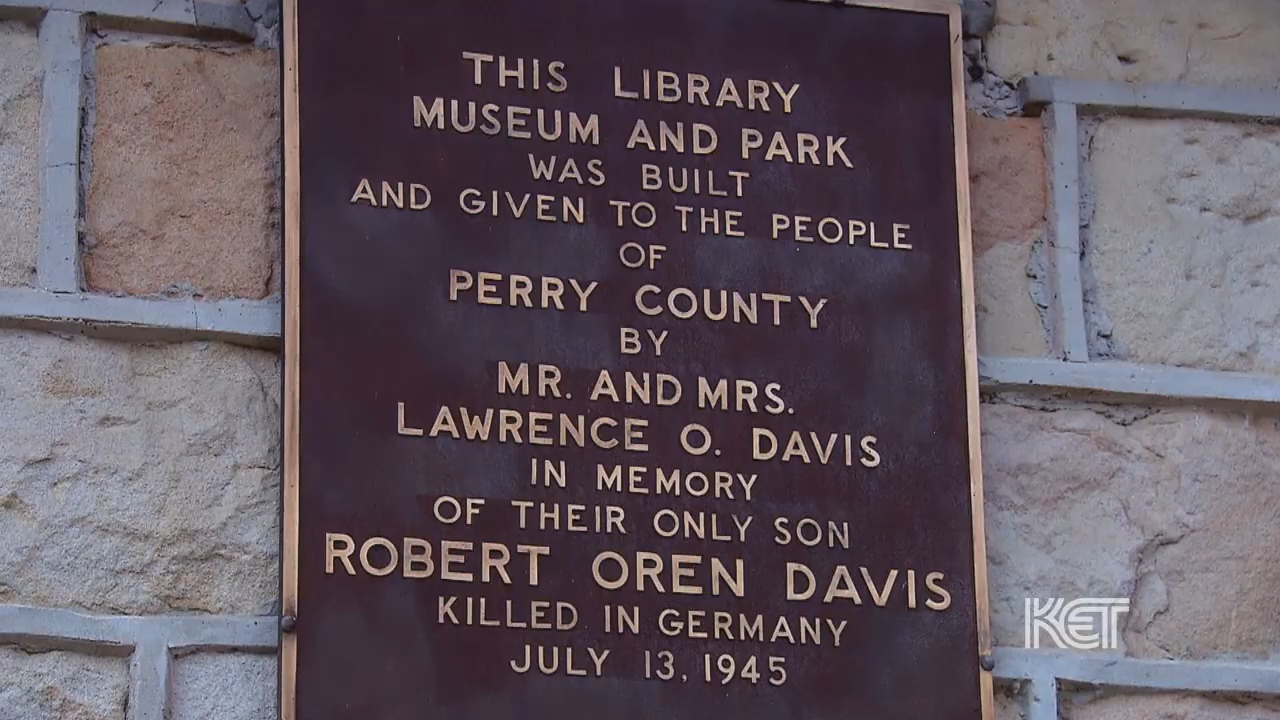 THIS LIBRARY
MUSEUM AND PARK
WAS BUILT
AND GIVEN TO THE PEOPLE
OF
PERRY COUNTY
BY
MR. AND MRS.
LAWRENCE O. DAVIS
IN MEMORY
OF THEIR ONLY SON
ROBERT OREN DAVIS
KILLED IN GERMANY
JULY 13, 1945
KET